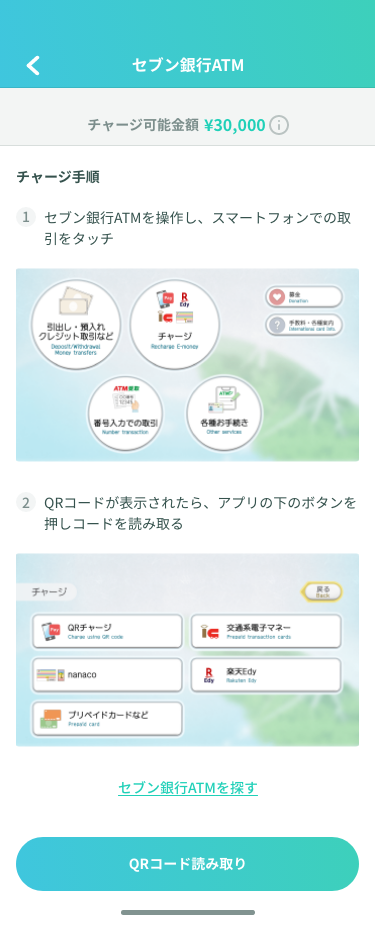 セブン銀行ATM
チャージ可能金額 ¥30,000
チャージ手順
1 セブン銀行ATMを操作し、スマートフォンでの取
引をタッチ
引出し・預入れ
クレジット取引など
Deposit/Withdrawal
Money transfers
Edy
チャージ
Recharge E-money
募金
Donation
手数料・各種案内
International card info.
ATM受取
番号入力での取引
Number transaction
各種お手続き
Other services
2 QRコードが表示されたら、アプリの下のボタンを
押しコードを読み取る
チャージ
戻る
Back
QRチャージ
Charge using QR code
交通系電子マネー
Prepaid transaction cards
nanaco
Edy
楽天Edy
Rakuten Edy
プリペイドカードなど
Prepaid card
セブン銀行ATMを探す
QRコード読み取り